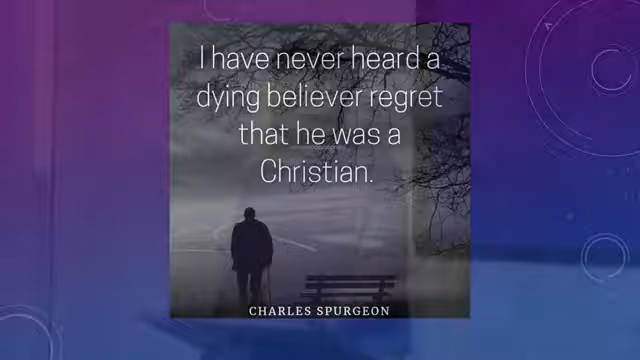 I have never heard a
dying believer regret
that he was a
Christian.
CHARLES SPURGEON